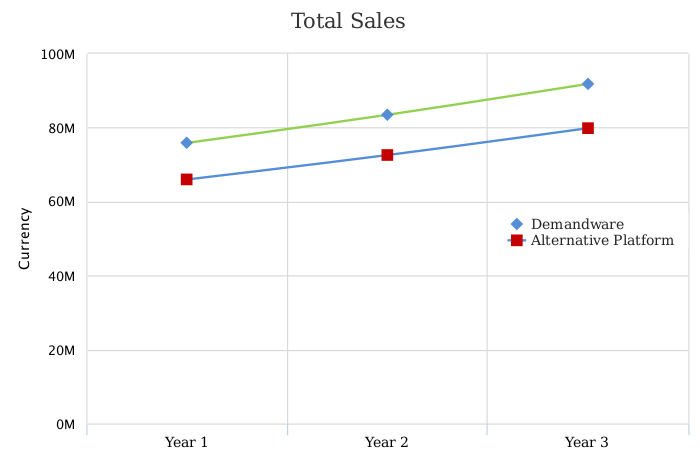 Total Sales
100M
80M
60M
40M
20M
0M
Currency
Demandware
Alternative Platform
Year 1
Year 2
Year 3